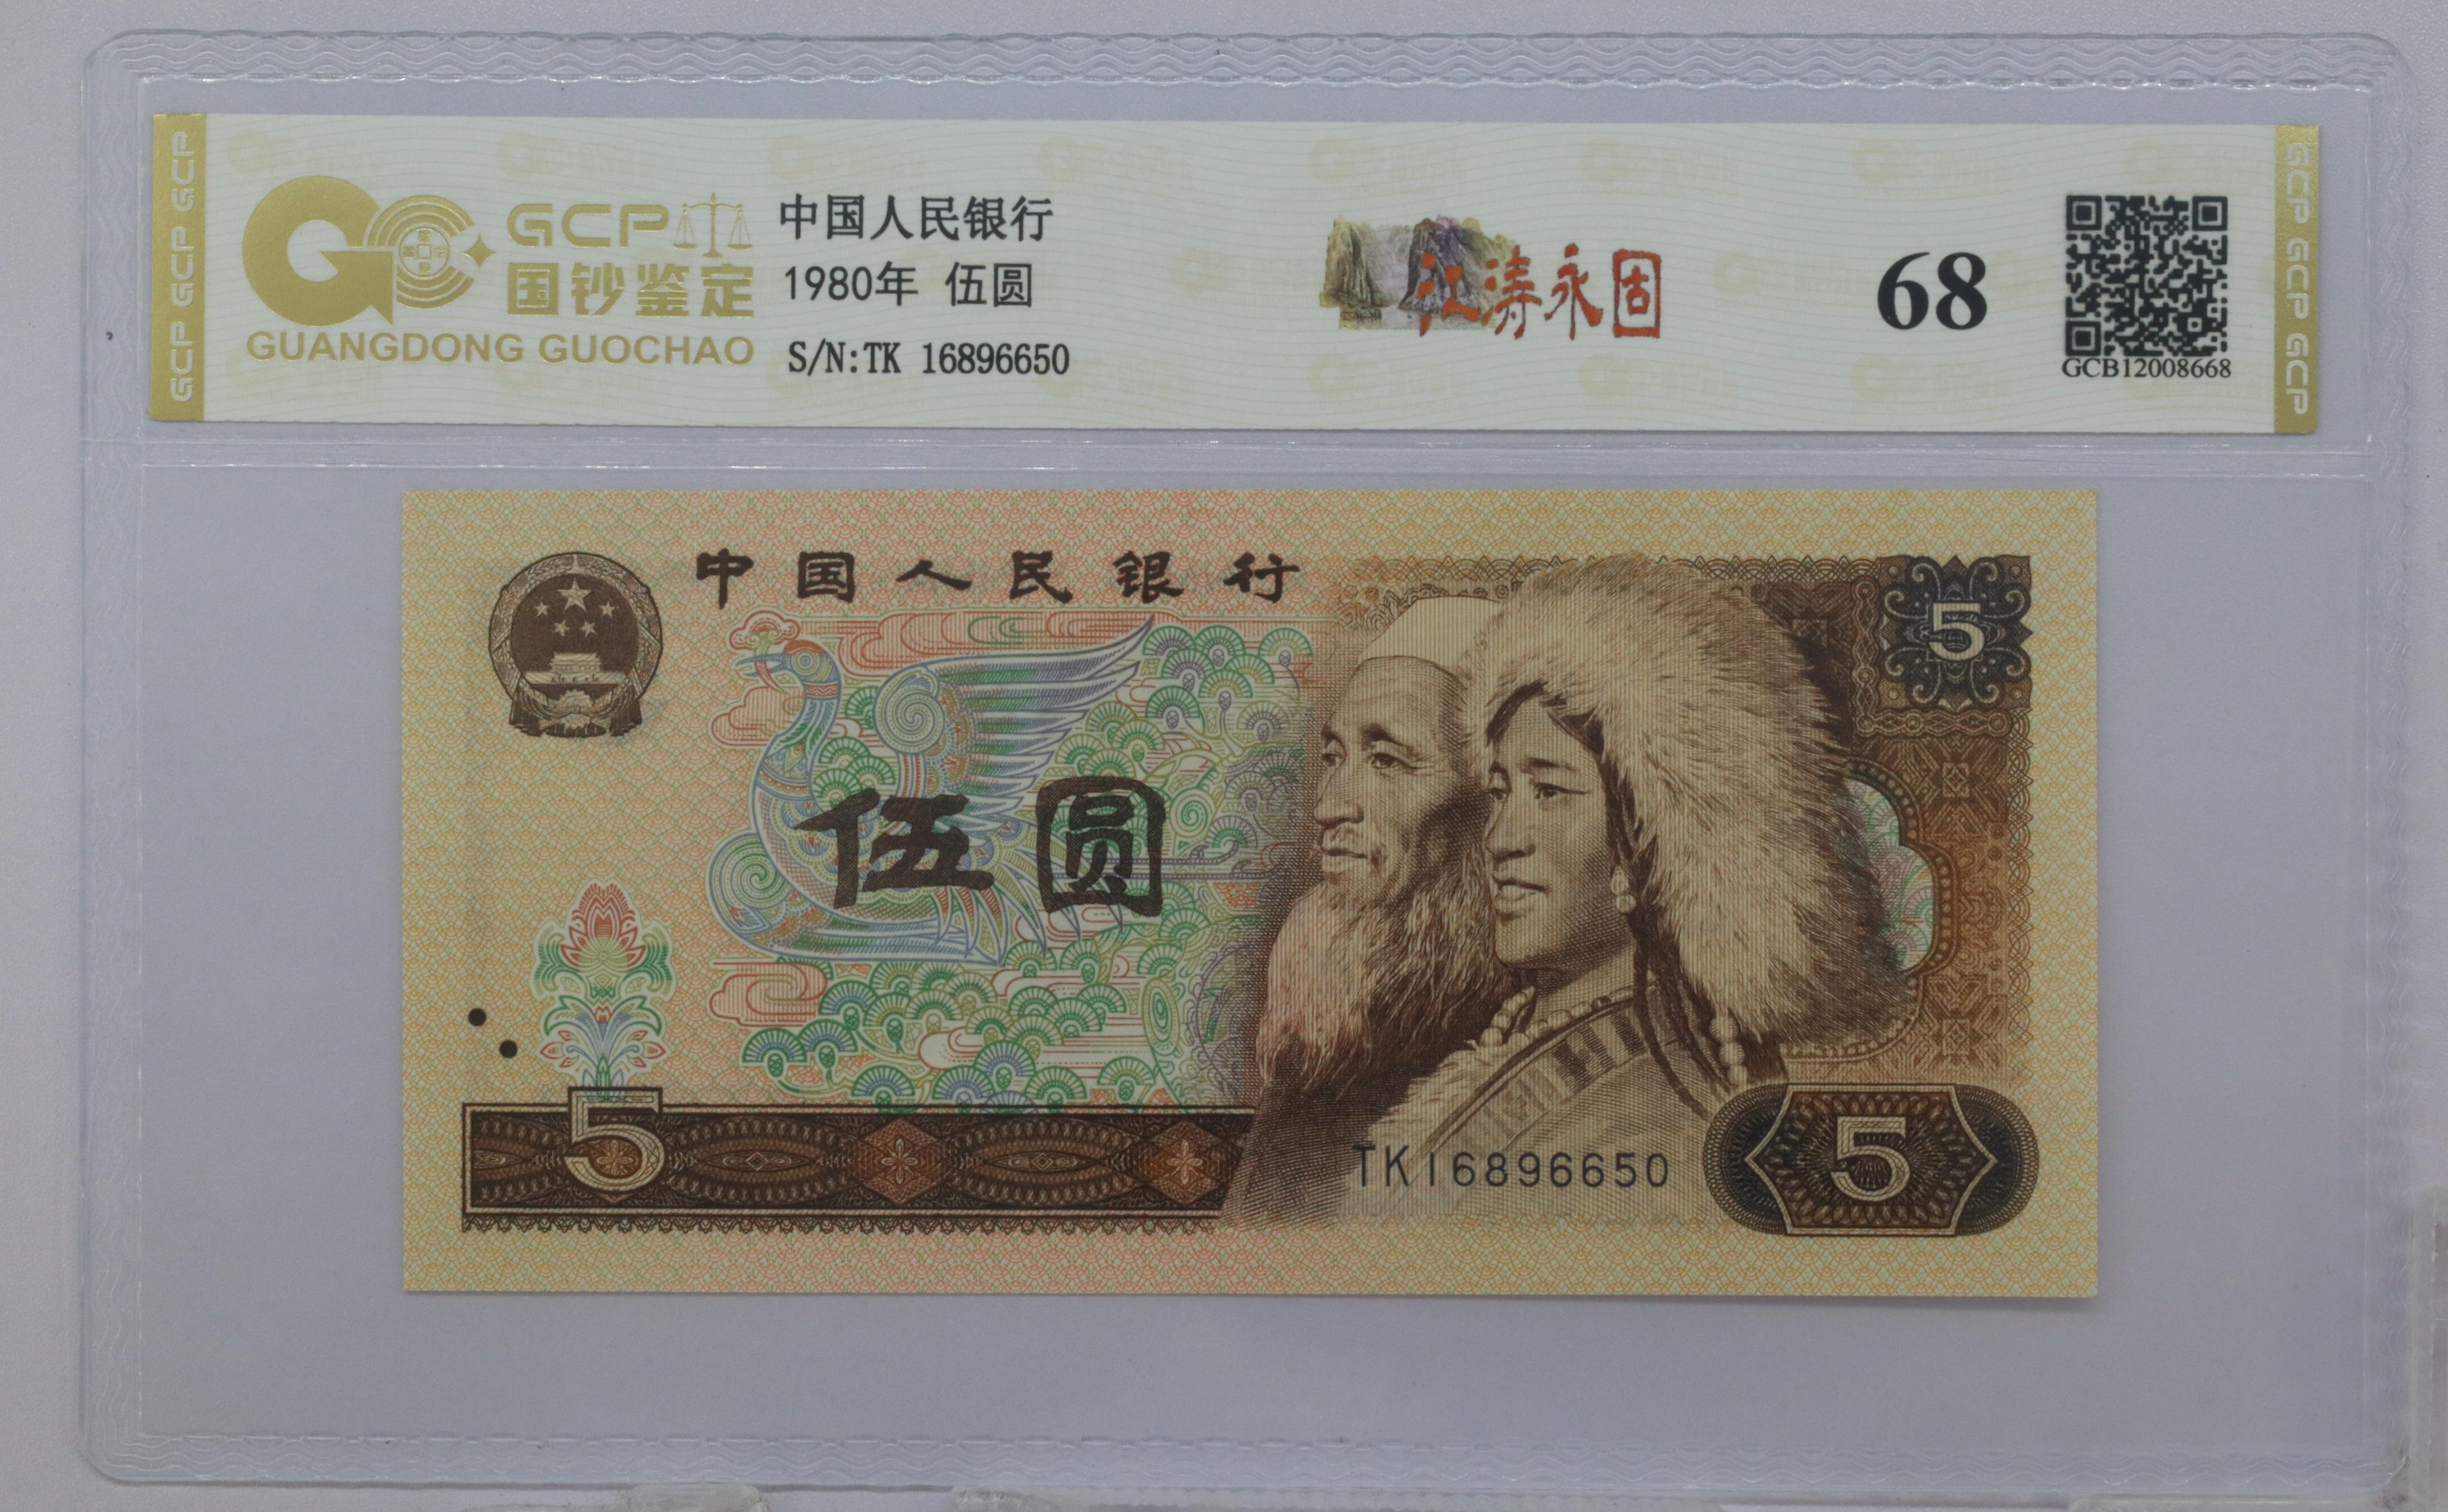 GCP GCP GCP
GCP
国钞鉴定
GUANGDONG GUOCHAO
中国人民银行
1980年 伍圆
S/N:TK 16896650
江涛永固
68
GCB12008668
GCP GCP GCP
中国人民银行
5
伍圆
5
TK16896650
5